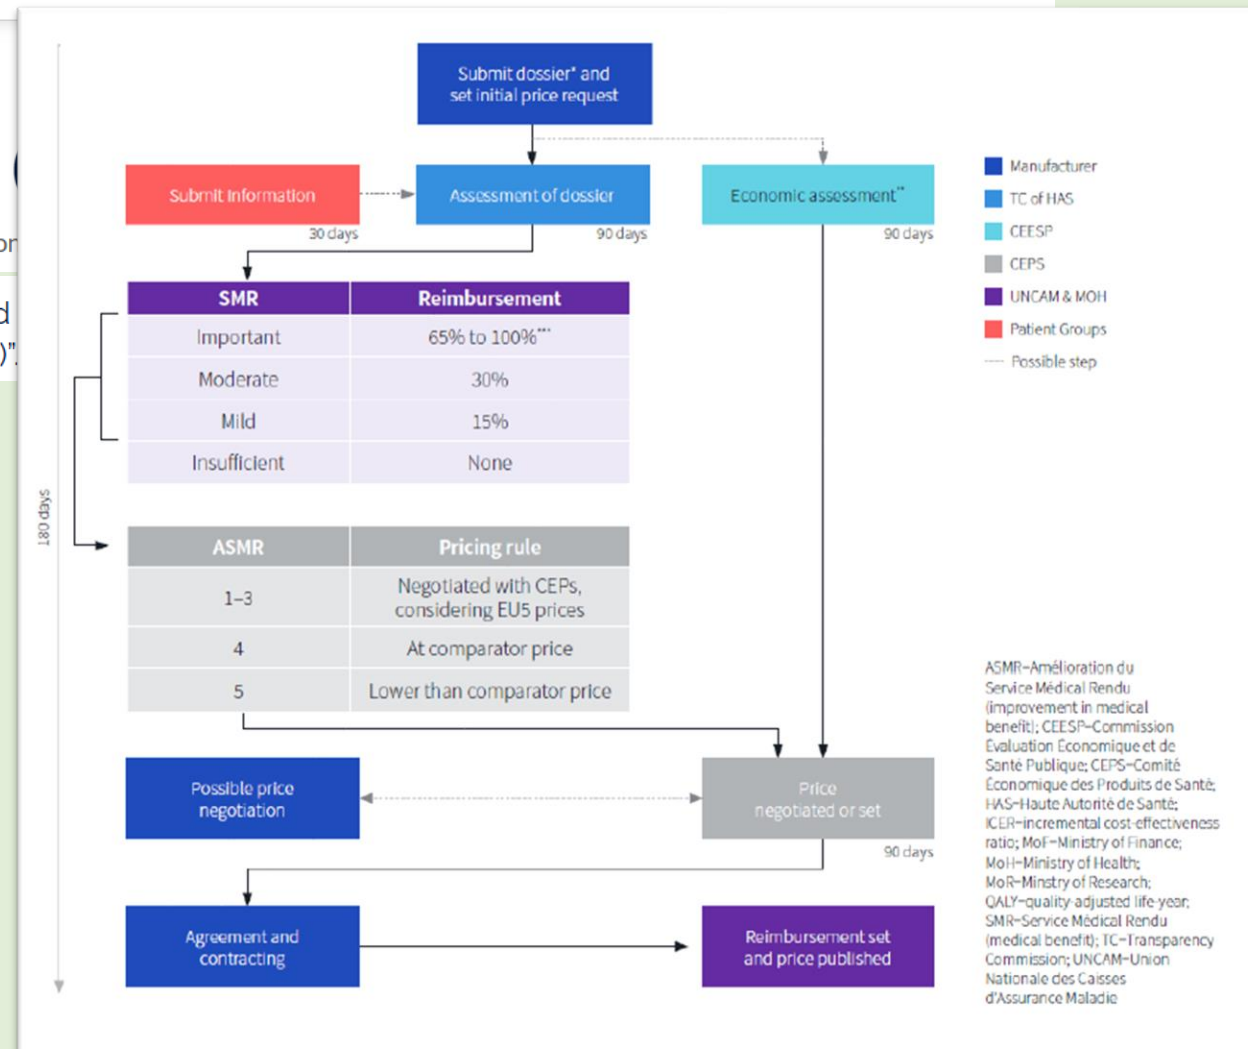 Submit dossier* and
set initial price request
Submit Information
30 days
Assessment of dossier
90 days
Economic assessment**
90 days
Manufacturer
TC of HAS
CEESP
CEPS
UNCAM & MOH
Patient Groups
Possible step
SMR Reimbursement
Important 65% to 100%***
Moderate 30%
Mild 15%
Insufficient None
180 days
ASMR Pricing rule
1–3 Negotiated with CEPs,
considering EU5 prices
4 At comparator price
5 Lower than comparator price
Possible price
negotiation
Price
negotiated or set
90 days
Agreement and
contracting
Reimbursement set
and price published
ASMR–Amélioration du
Service Médical Rendu
(improvement in medical
benefit); CEESP–Commission
Évaluation Économique et de
Santé Publique; CEPS–Comité
Économique des Produits de Santé;
HAS–Haute Autorité de Santé;
ICER–incremental cost-effectiveness
ratio; MoF–Ministry of Finance;
MoH–Ministry of Health;
MoR–Minstry of Research;
QALY–quality-adjusted life-year;
SMR–Service Médical Rendu
(medical benefit); TC–Transparency
Commission; UNCAM–Union
Nationale des Caisses
d'Assurance Maladie